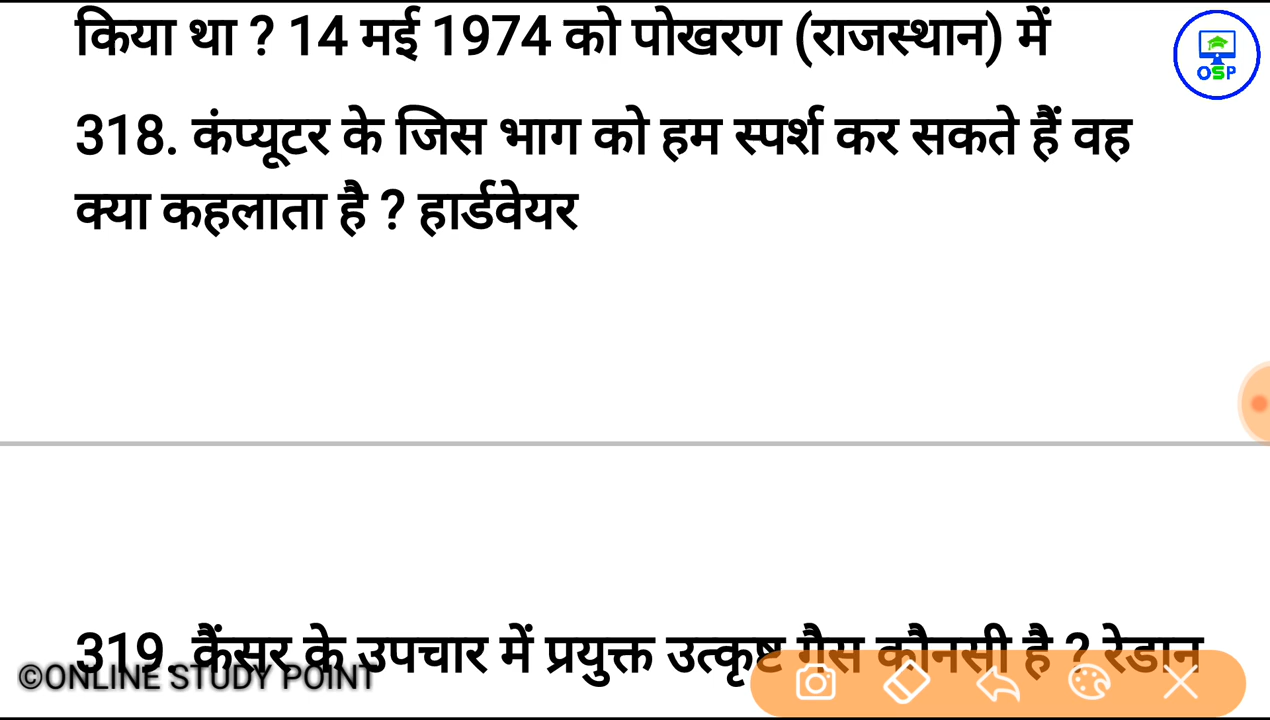 किया था ? 14 मई 1974 को पोखरण (राजस्थान) में
OSP
318. कंप्यूटर के जिस भाग को हम स्पर्श कर सकते हैं वह
क्या कहलाता है ? हार्डवेयर
319. कैंसर के उपचार में प्रयुक्त उत्कृष्ट गैस कौनसी है ? रेडान
©ONLINE STUDY POINT